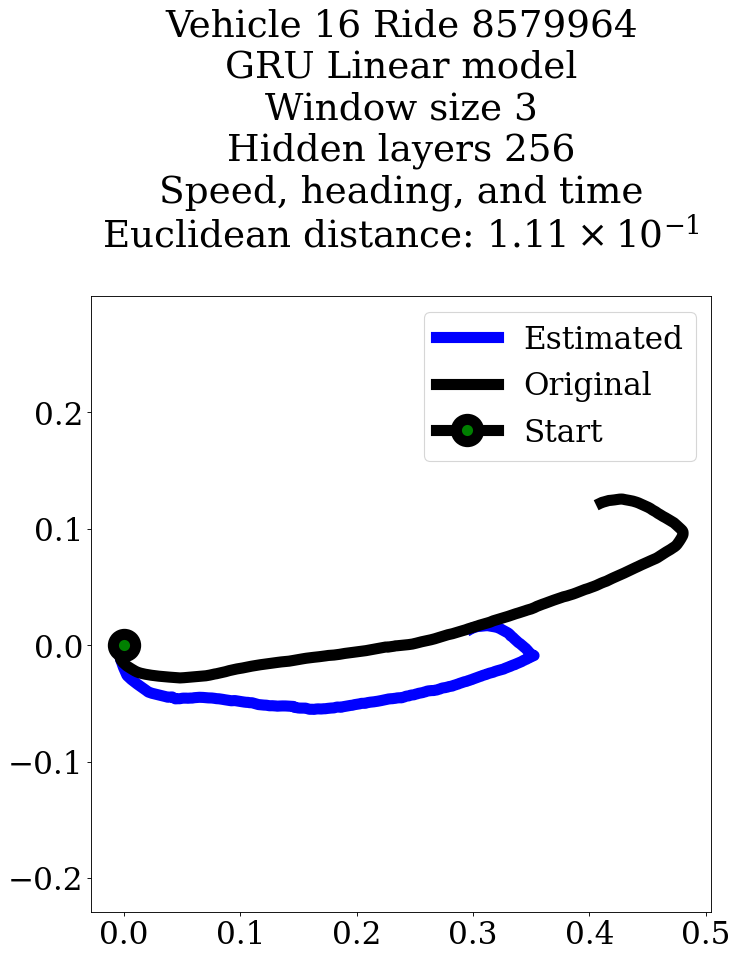 Vehicle 16 Ride 8579964
GRU Linear model
Window size 3
Hidden layers 256
Speed, heading, and time
Euclidean distance: 1.11 × 10⁻¹
Estimated
Original
Start
0.2
0.1
0.0
−0.1
−0.2
0.0 0.1 0.2 0.3 0.4 0.5